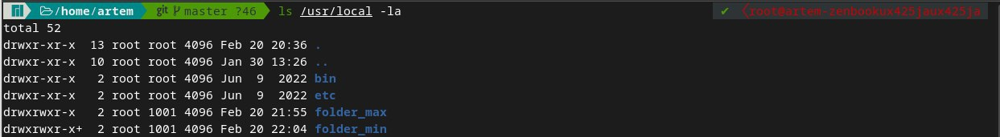 /home/artem git master ?46 ls /usr/local -la ✔ root@artem-zenbookux425jaux425ja
total 52
drwxr-xr-x  13 root root 4096 Feb 20 20:36 .
drwxr-xr-x  10 root root 4096 Jan 30 13:26 ..
drwxr-xr-x   2 root root 4096 Jun  9  2022 bin
drwxr-xr-x   2 root root 4096 Jun  9  2022 etc
drwxrwxr-x   2 root 1001 4096 Feb 20 21:55 folder_max
drwxrwxr-x+  2 root 1001 4096 Feb 20 22:04 folder_min